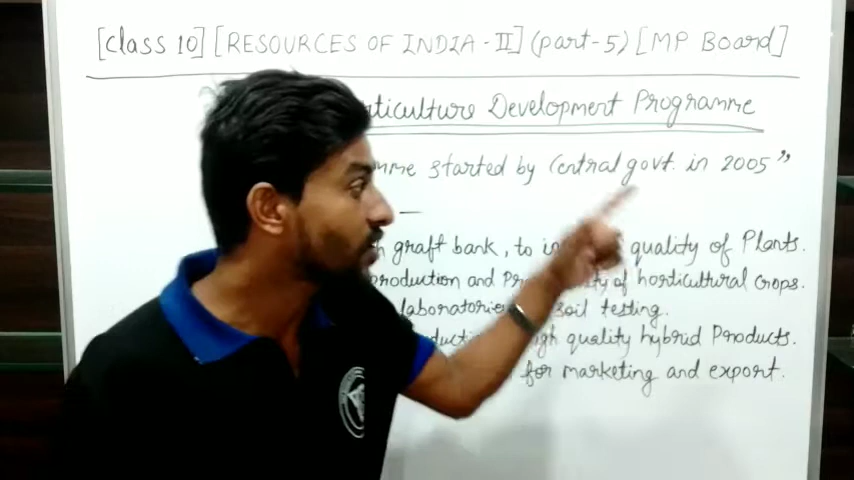 [Class 10] [RESOURCES OF INDIA - II] (part-5) [MP Board]
Development Programme
started by Central govt. in 2005"
graft bank, to quality of Plants.
production and of horticultural crops.
soil testing.
quality hybrid Products.
for marketing and export.